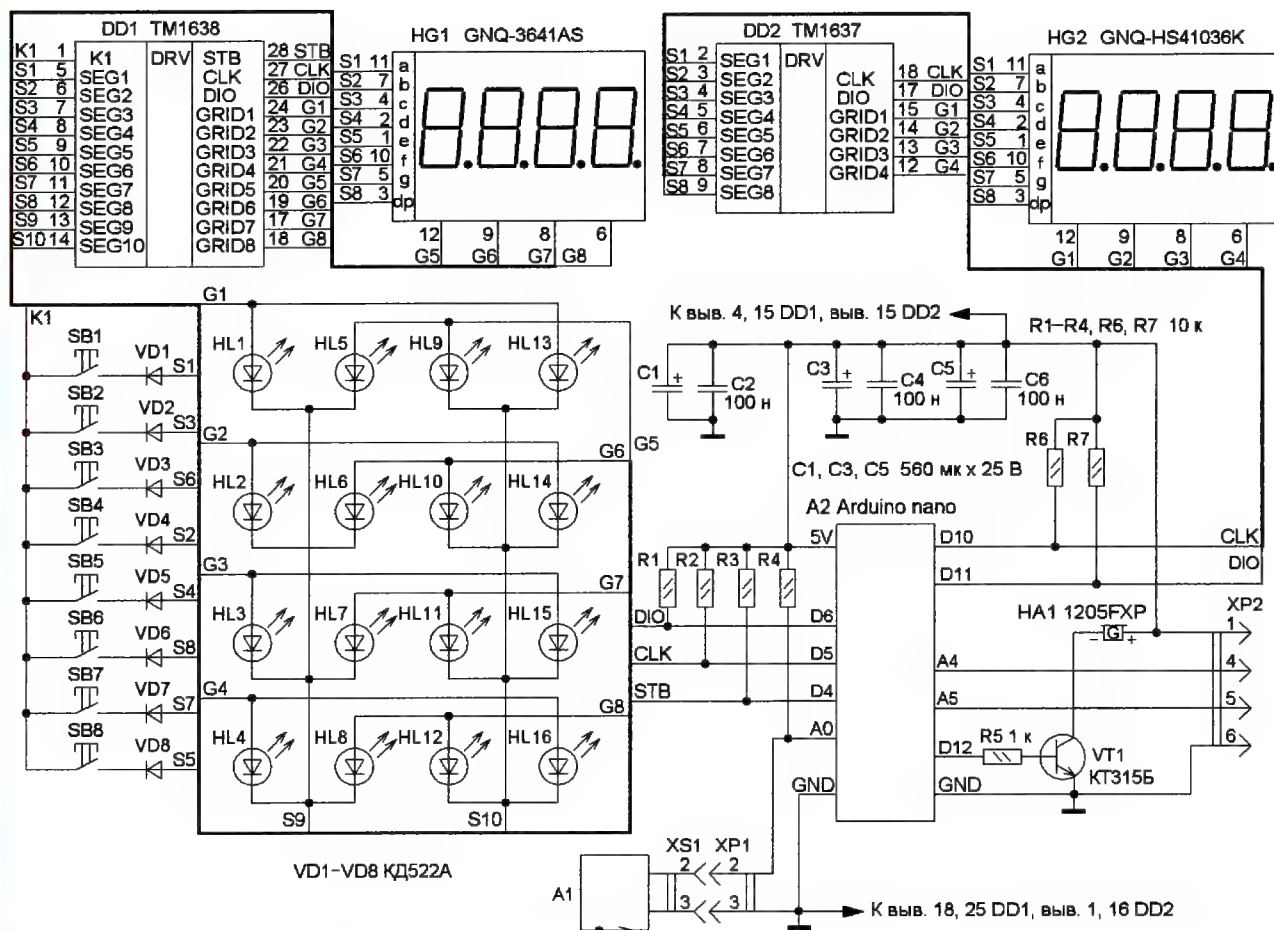 DD1 TM1638
K1 1 K1 DRV STB 28 STB
S1 5 SEG1 CLK 27 CLK
S2 6 SEG2 DIO 26 DIO
S3 7 SEG3 GRID1 24 G1
S4 8 SEG4 GRID2 23 G2
S5 9 SEG5 GRID3 22 G3
S6 10 SEG6 GRID4 21 G4
S7 11 SEG7 GRID5 20 G5
S8 12 SEG8 GRID6 19 G6
S9 13 SEG9 GRID7 17 G7
S10 14 SEG10 GRID8 18 G8
HG1 GNQ-3641AS
S1 11 a
S2 7 b
S3 4 c
S4 2 d
S5 1 e
S6 10 f
S7 5 g
S8 3 dp
12 9 8 6
G5 G6 G7 G8
DD2 TM1637
S1 2 SEG1 DRV
S2 3 SEG2 CLK 18 CLK
S3 4 SEG3 DIO 17 DIO
S4 5 SEG4 GRID1 15 G1
S5 6 SEG5 GRID2 14 G2
S6 7 SEG6 GRID3 13 G3
S7 8 SEG7 GRID4 12 G4
S8 9 SEG8
HG2 GNQ-HS41036K
S1 11 a
S2 7 b
S3 4 c
S4 2 d
S5 1 e
S6 10 f
S7 5 g
S8 3 dp
12 9 8 6
G1 G2 G3 G4
K1
SB1 VD1 S1
SB2 VD2 S3
SB3 VD3 S6
SB4 VD4 S2
SB5 VD5 S4
SB6 VD6 S8
SB7 VD7 S7
SB8 VD8 S5
G1
HL1 HL5 HL9 HL13
G5
G2 G6
HL2 HL6 HL10 HL14
G3 G7
HL3 HL7 HL11 HL15
G4 G8
HL4 HL8 HL12 HL16
S9 S10
VD1-VD8 КД522А
К выв. 4, 15 DD1, выв. 15 DD2
R1-R4, R6, R7 10 к
C1 + C2 100 н
C3 + C4 100 н
C5 + C6 100 н
C1, C3, C5 560 мк x 25 В
R6 R7
A2 Arduino nano
R1 R2 R3 R4
5V D10 CLK
D11 DIO
DIO D6
CLK D5 A4
STB D4 A5
A0 D12
GND GND
HA1 1205FXP
- G +
XP2
1
4
5
6
R5 1 к
VT1
КТ315Б
XS1 XP1
2 2
3 3
A1
К выв. 18, 25 DD1, выв. 1, 16 DD2